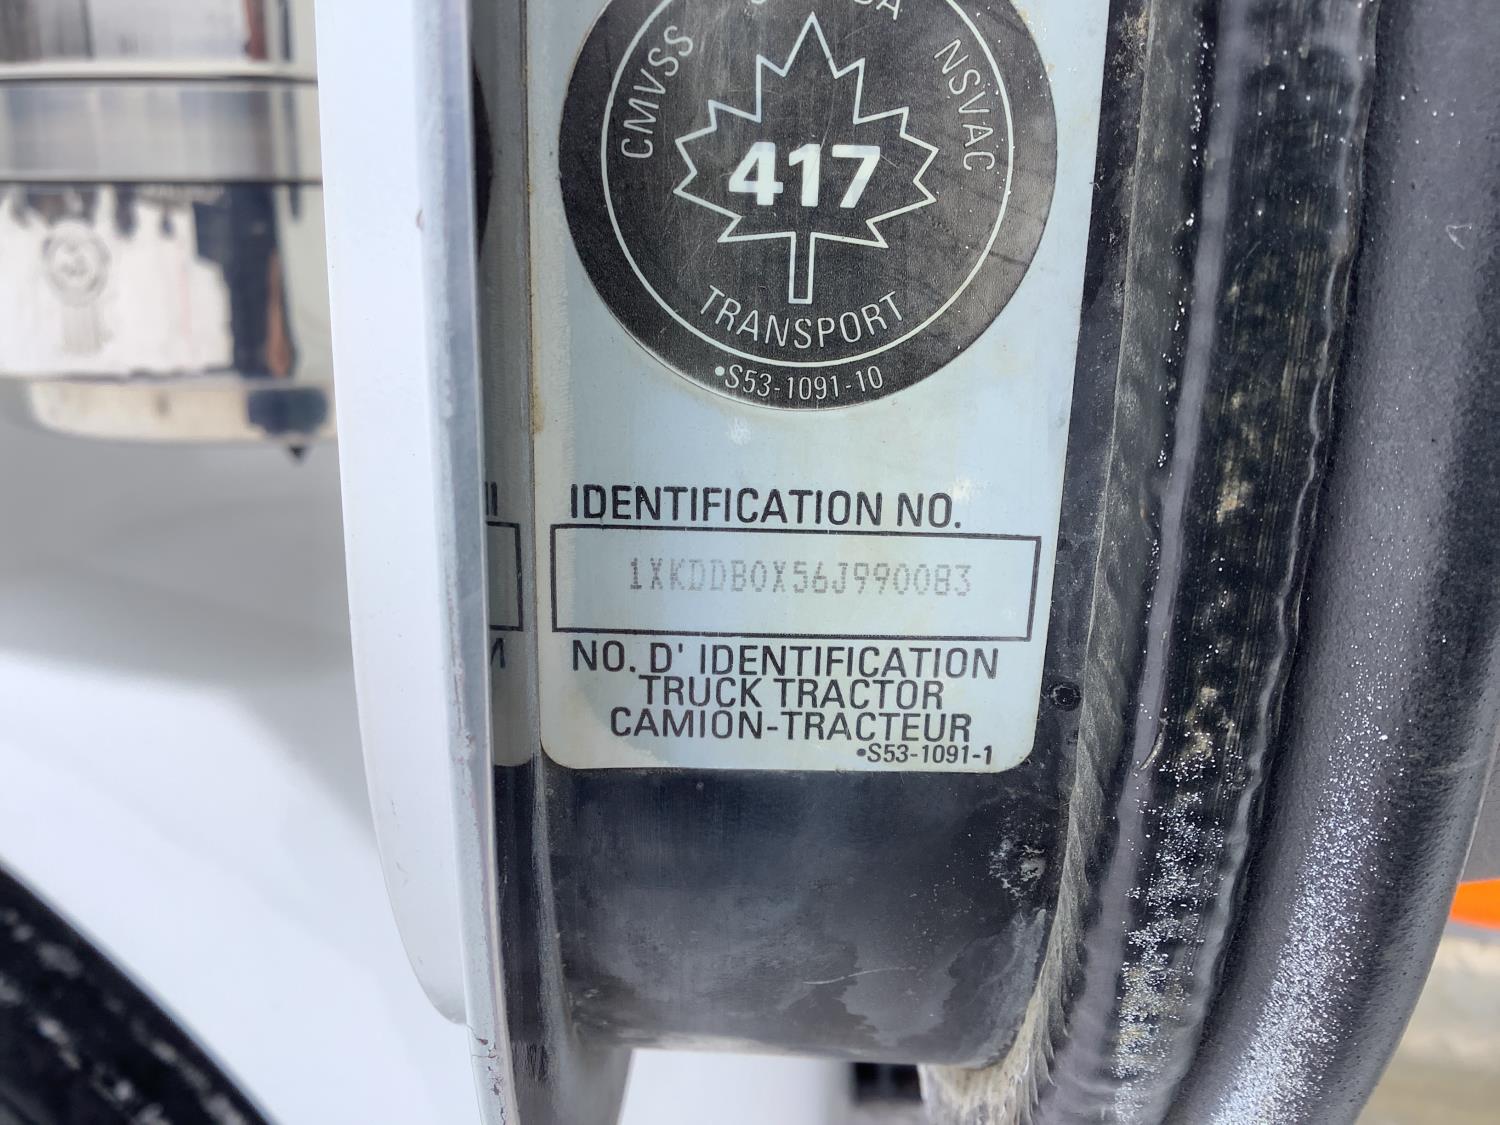 CMVSS
NSVAC
417
TRANSPORT
•S53-1091-10
IDENTIFICATION NO.
1XKDDB0X56J990083
NO. D' IDENTIFICATION
TRUCK TRACTOR
CAMION-TRACTEUR
•S53-1091-1